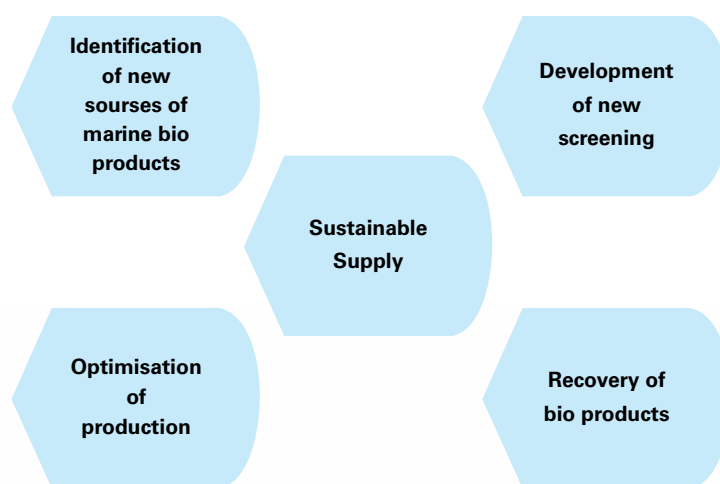 Identification
of new
sourses of
marine bio
products
Development
of new
screening
Sustainable
Supply
Optimisation
of
production
Recovery of
bio products